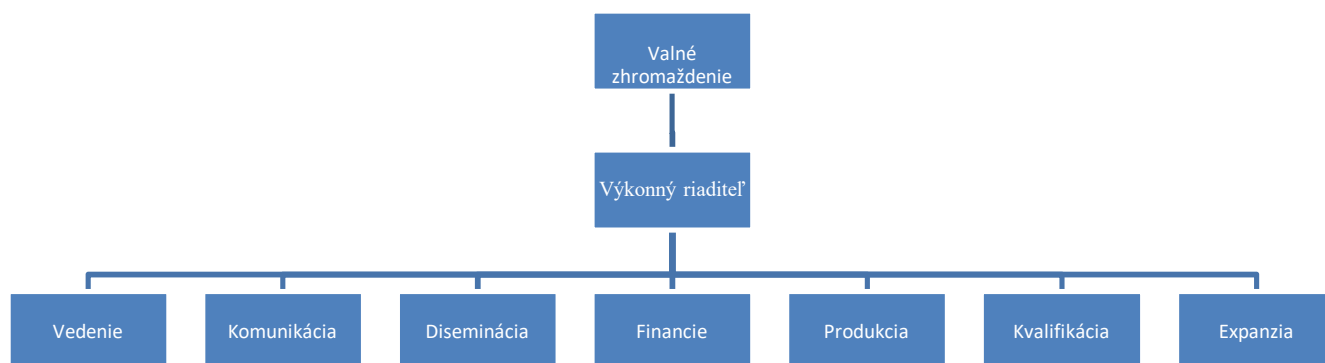 Valné
zhromaždenie
Výkonný riaditeľ
Vedenie
Komunikácia
Diseminácia
Financie
Produkcia
Kvalifikácia
Expanzia